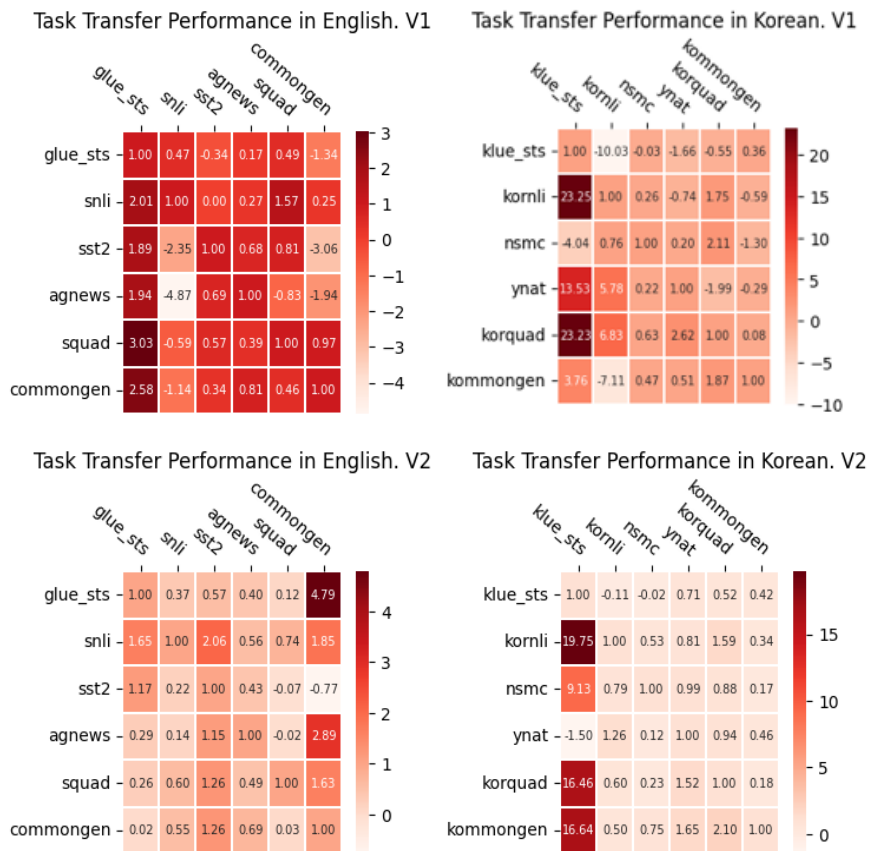 Task Transfer Performance in English. V1
glue_sts snli sst2 agnews squad commongen
glue_sts 1.00 0.47 -0.34 0.17 0.49 -1.34
snli 2.01 1.00 0.00 0.27 1.57 0.25
sst2 1.89 -2.35 1.00 0.68 0.81 -3.06
agnews 1.94 -4.87 0.69 1.00 -0.83 -1.94
squad 3.03 -0.59 0.57 0.39 1.00 0.97
commongen 2.58 -1.14 0.34 0.81 0.46 1.00
3
2
1
0
−1
−2
−3
−4
Task Transfer Performance in Korean. V1
klue_sts kornli nsmc ynat korquad kommongen
klue_sts 1.00 -10.03 -0.03 -1.66 -0.55 0.36
kornli 23.25 1.00 0.26 -0.74 1.75 -0.59
nsmc -4.04 0.76 1.00 0.20 2.11 -1.30
ynat 13.53 5.78 0.22 1.00 -1.99 -0.29
korquad 23.23 6.83 0.63 2.62 1.00 0.08
kommongen 3.76 -7.11 0.47 0.51 1.87 1.00
20
15
10
5
0
−5
−10
Task Transfer Performance in English. V2
glue_sts snli sst2 agnews squad commongen
glue_sts 1.00 0.37 0.57 0.40 0.12 4.79
snli 1.65 1.00 2.06 0.56 0.74 1.85
sst2 1.17 0.22 1.00 0.43 -0.07 -0.77
agnews 0.29 0.14 1.15 1.00 -0.02 2.89
squad 0.26 0.60 1.26 0.49 1.00 1.63
commongen 0.02 0.55 1.26 0.69 0.03 1.00
4
3
2
1
0
Task Transfer Performance in Korean. V2
klue_sts kornli nsmc ynat korquad kommongen
klue_sts 1.00 -0.11 -0.02 0.71 0.52 0.42
kornli 19.75 1.00 0.53 0.81 1.59 0.34
nsmc 9.13 0.79 1.00 0.99 0.88 0.17
ynat -1.50 1.26 0.12 1.00 0.94 0.46
korquad 16.46 0.60 0.23 1.52 1.00 0.18
kommongen 16.64 0.50 0.75 1.65 2.10 1.00
15
10
5
0